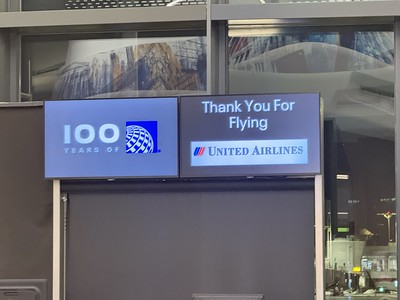 100
YEARS OF
Thank You For
Flying
UNITED AIRLINES